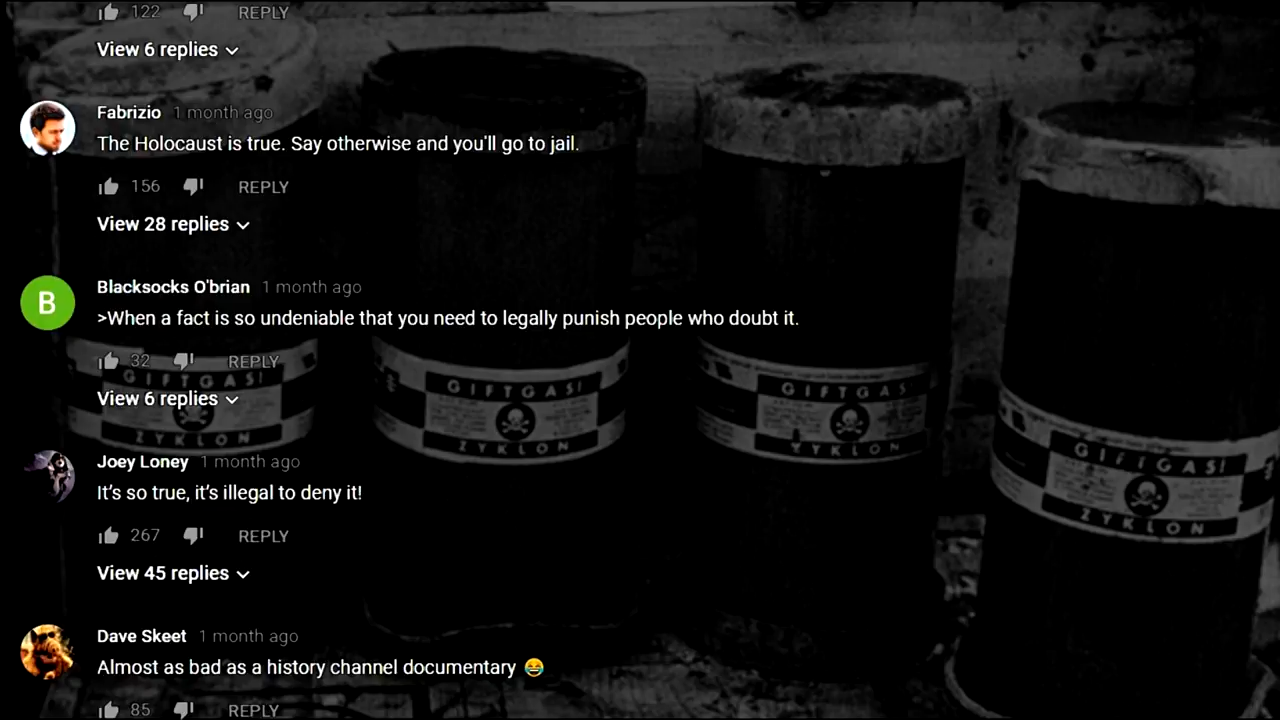 122 REPLY
View 6 replies
Fabrizio 1 month ago
The Holocaust is true. Say otherwise and you'll go to jail.
156 REPLY
View 28 replies
B
Blacksocks O'brian 1 month ago
>When a fact is so undeniable that you need to legally punish people who doubt it.
32 REPLY
View 6 replies
GIFTGAS!
ZYKLON
GIFTGAS!
ZYKLON
GIFTGAS
ZYKLON
GIFTGAS!
ZYKLON
Joey Loney 1 month ago
It’s so true, it’s illegal to deny it!
267 REPLY
View 45 replies
Dave Skeet 1 month ago
Almost as bad as a history channel documentary 😂
85 REPLY